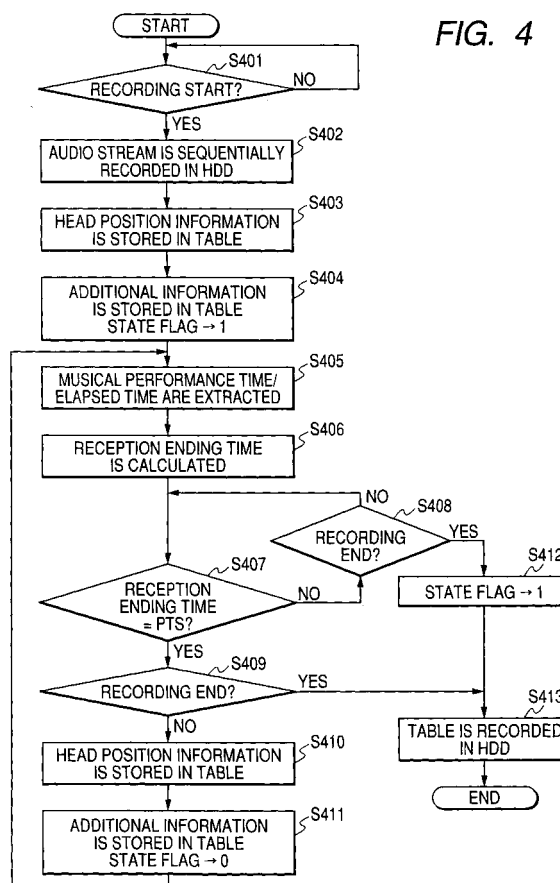 FIG. 4
START
S401
RECORDING START?
NO
YES
S402
AUDIO STREAM IS SEQUENTIALLY
RECORDED IN HDD
S403
HEAD POSITION INFORMATION
IS STORED IN TABLE
S404
ADDITIONAL INFORMATION
IS STORED IN TABLE
STATE FLAG → 1
S405
MUSICAL PERFORMANCE TIME/
ELAPSED TIME ARE EXTRACTED
S406
RECEPTION ENDING TIME
IS CALCULATED
NO
S408
RECORDING
END?
YES
S407
RECEPTION
ENDING TIME
= PTS?
NO
YES
S412
STATE FLAG → 1
S409
RECORDING END?
YES
NO
S413
TABLE IS RECORDED
IN HDD
S410
HEAD POSITION INFORMATION
IS STORED IN TABLE
END
S411
ADDITIONAL INFORMATION
IS STORED IN TABLE
STATE FLAG → 0